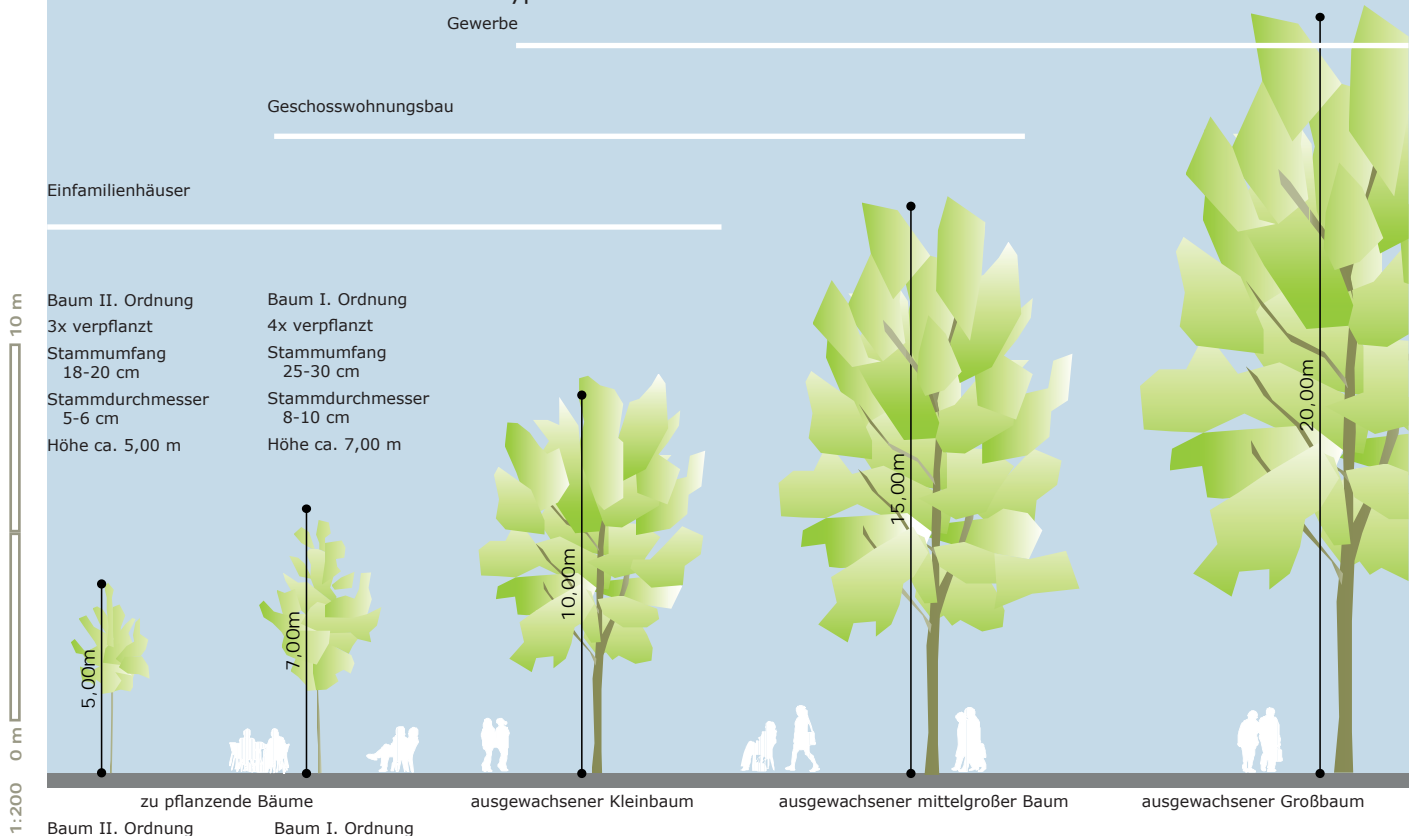 Gewerbe
Geschosswohnungsbau
Einfamilienhäuser
Baum II. Ordnung
3x verpflanzt
Stammumfang
18-20 cm
Stammdurchmesser
5-6 cm
Höhe ca. 5,00 m
Baum I. Ordnung
4x verpflanzt
Stammumfang
25-30 cm
Stammdurchmesser
8-10 cm
Höhe ca. 7,00 m
5,00m
7,00m
10,00m
15,00m
20,00m
10 m
0 m
1:200
zu pflanzende Bäume
ausgewachsener Kleinbaum
ausgewachsener mittelgroßer Baum
ausgewachsener Großbaum
Baum II. Ordnung
Baum I. Ordnung